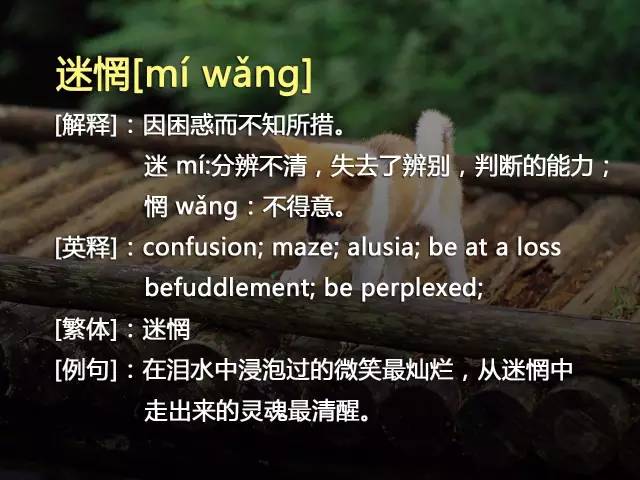 迷惘[mí wǎng]
[解释]：因困惑而不知所措。
迷 mí:分辨不清，失去了辨别，判断的能力；
惘 wǎng：不得意。
[英释]：confusion; maze; alusia; be at a loss
befuddlement; be perplexed;
[繁体]：迷惘
[例句]：在泪水中浸泡过的微笑最灿烂，从迷惘中
走出来的灵魂最清醒。